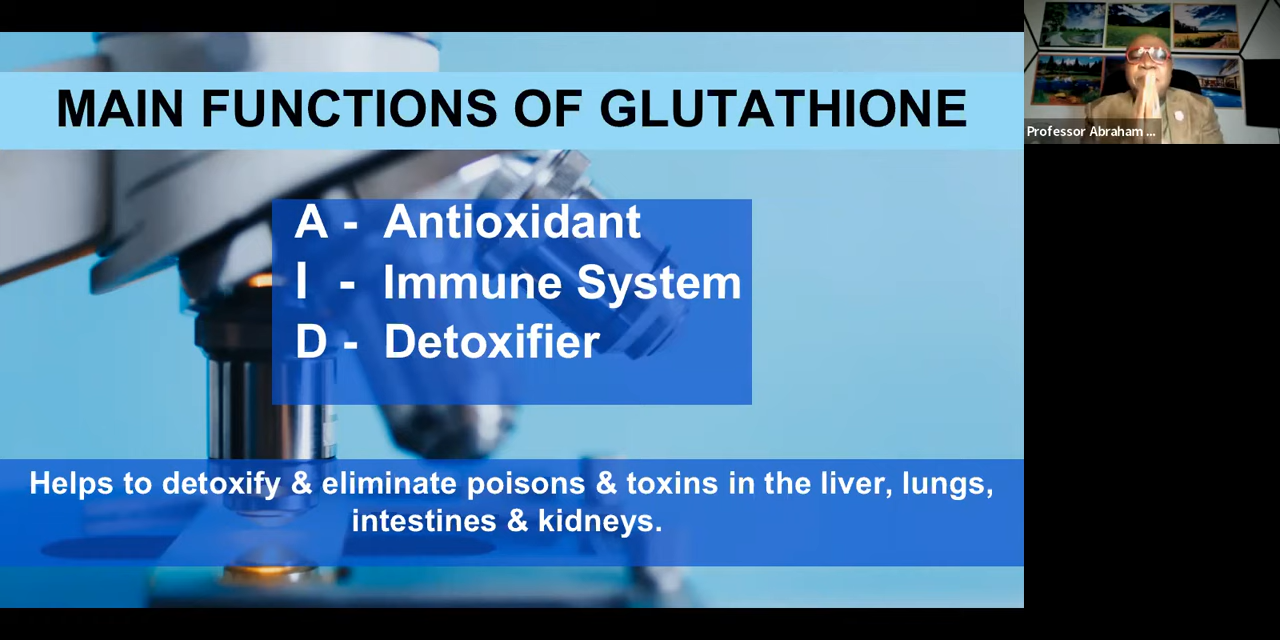 MAIN FUNCTIONS OF GLUTATHIONE
A - Antioxidant
I - Immune System
D - Detoxifier
Helps to detoxify & eliminate poisons & toxins in the liver, lungs,
intestines & kidneys.
Professor Abraham ...